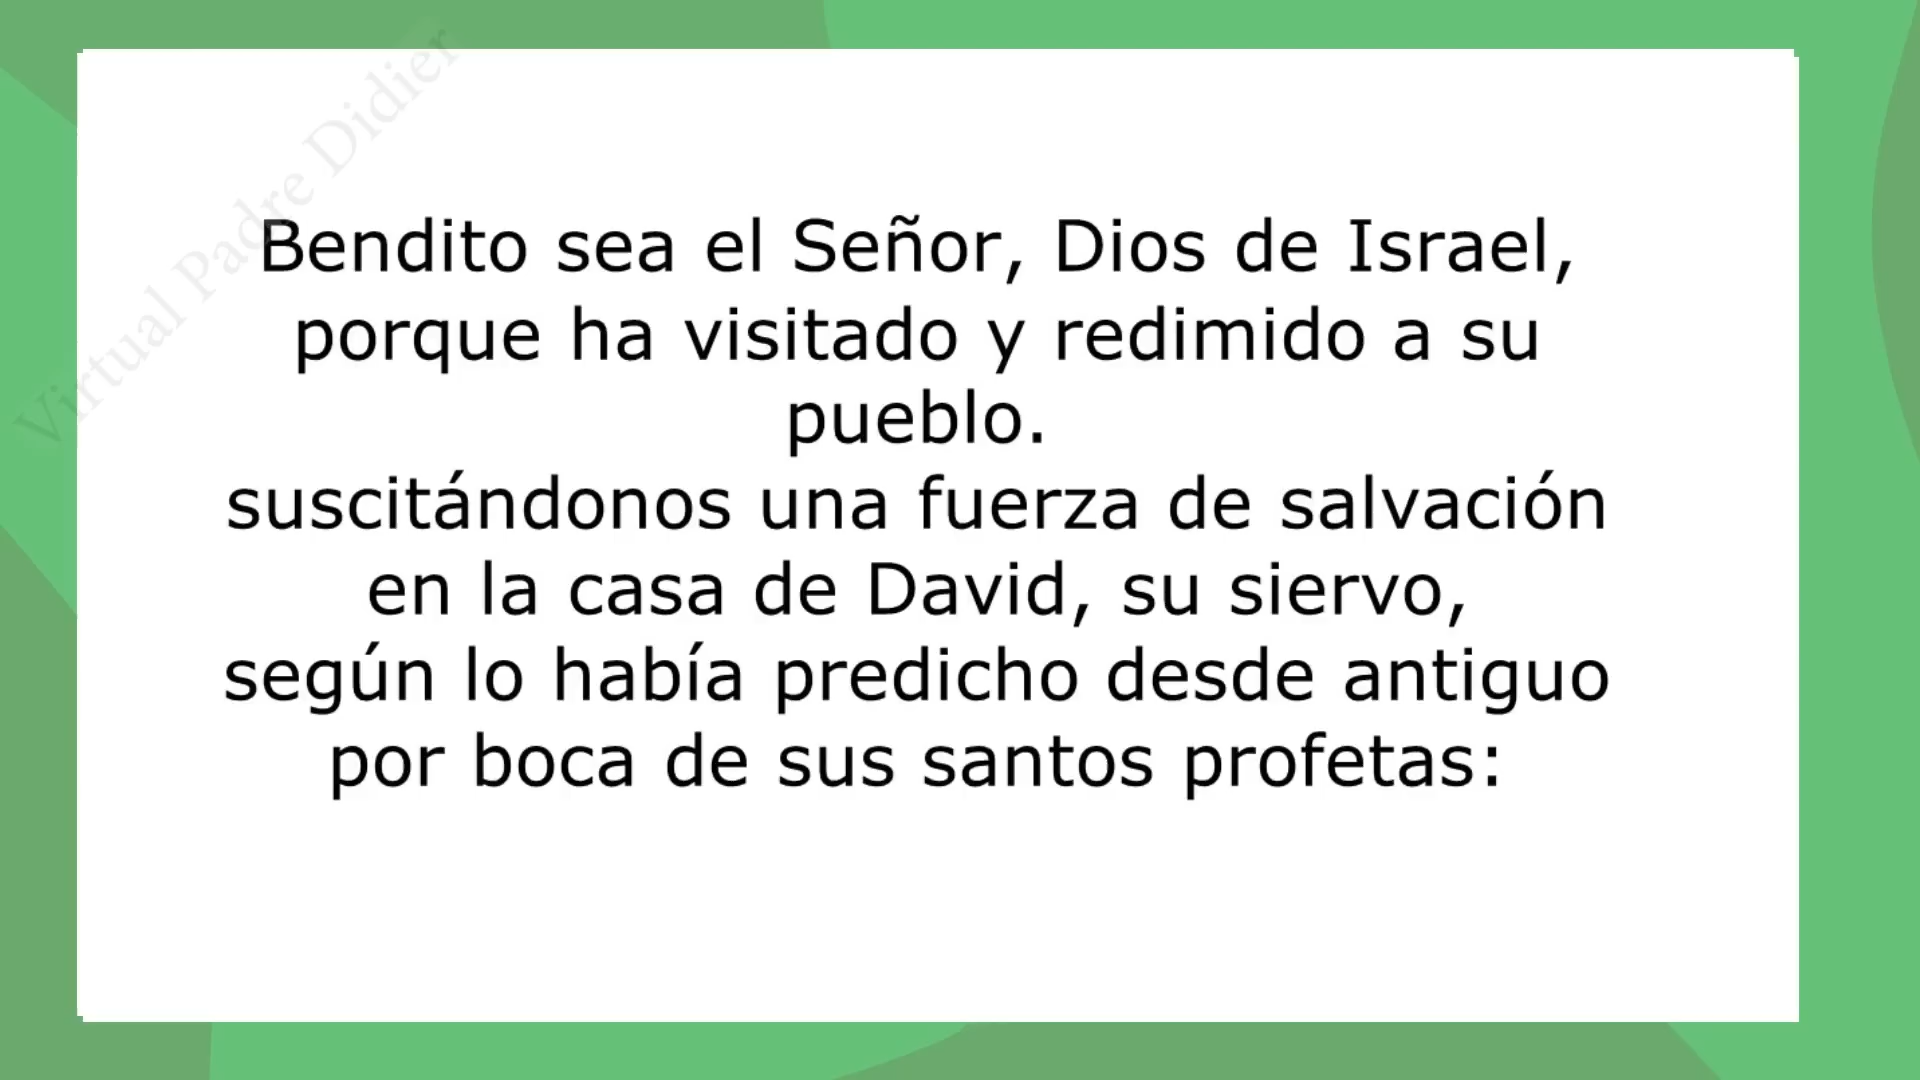 Virtual Padre Didier
Bendito sea el Señor, Dios de Israel,
porque ha visitado y redimido a su
pueblo.
suscitándonos una fuerza de salvación
en la casa de David, su siervo,
según lo había predicho desde antiguo
por boca de sus santos profetas: